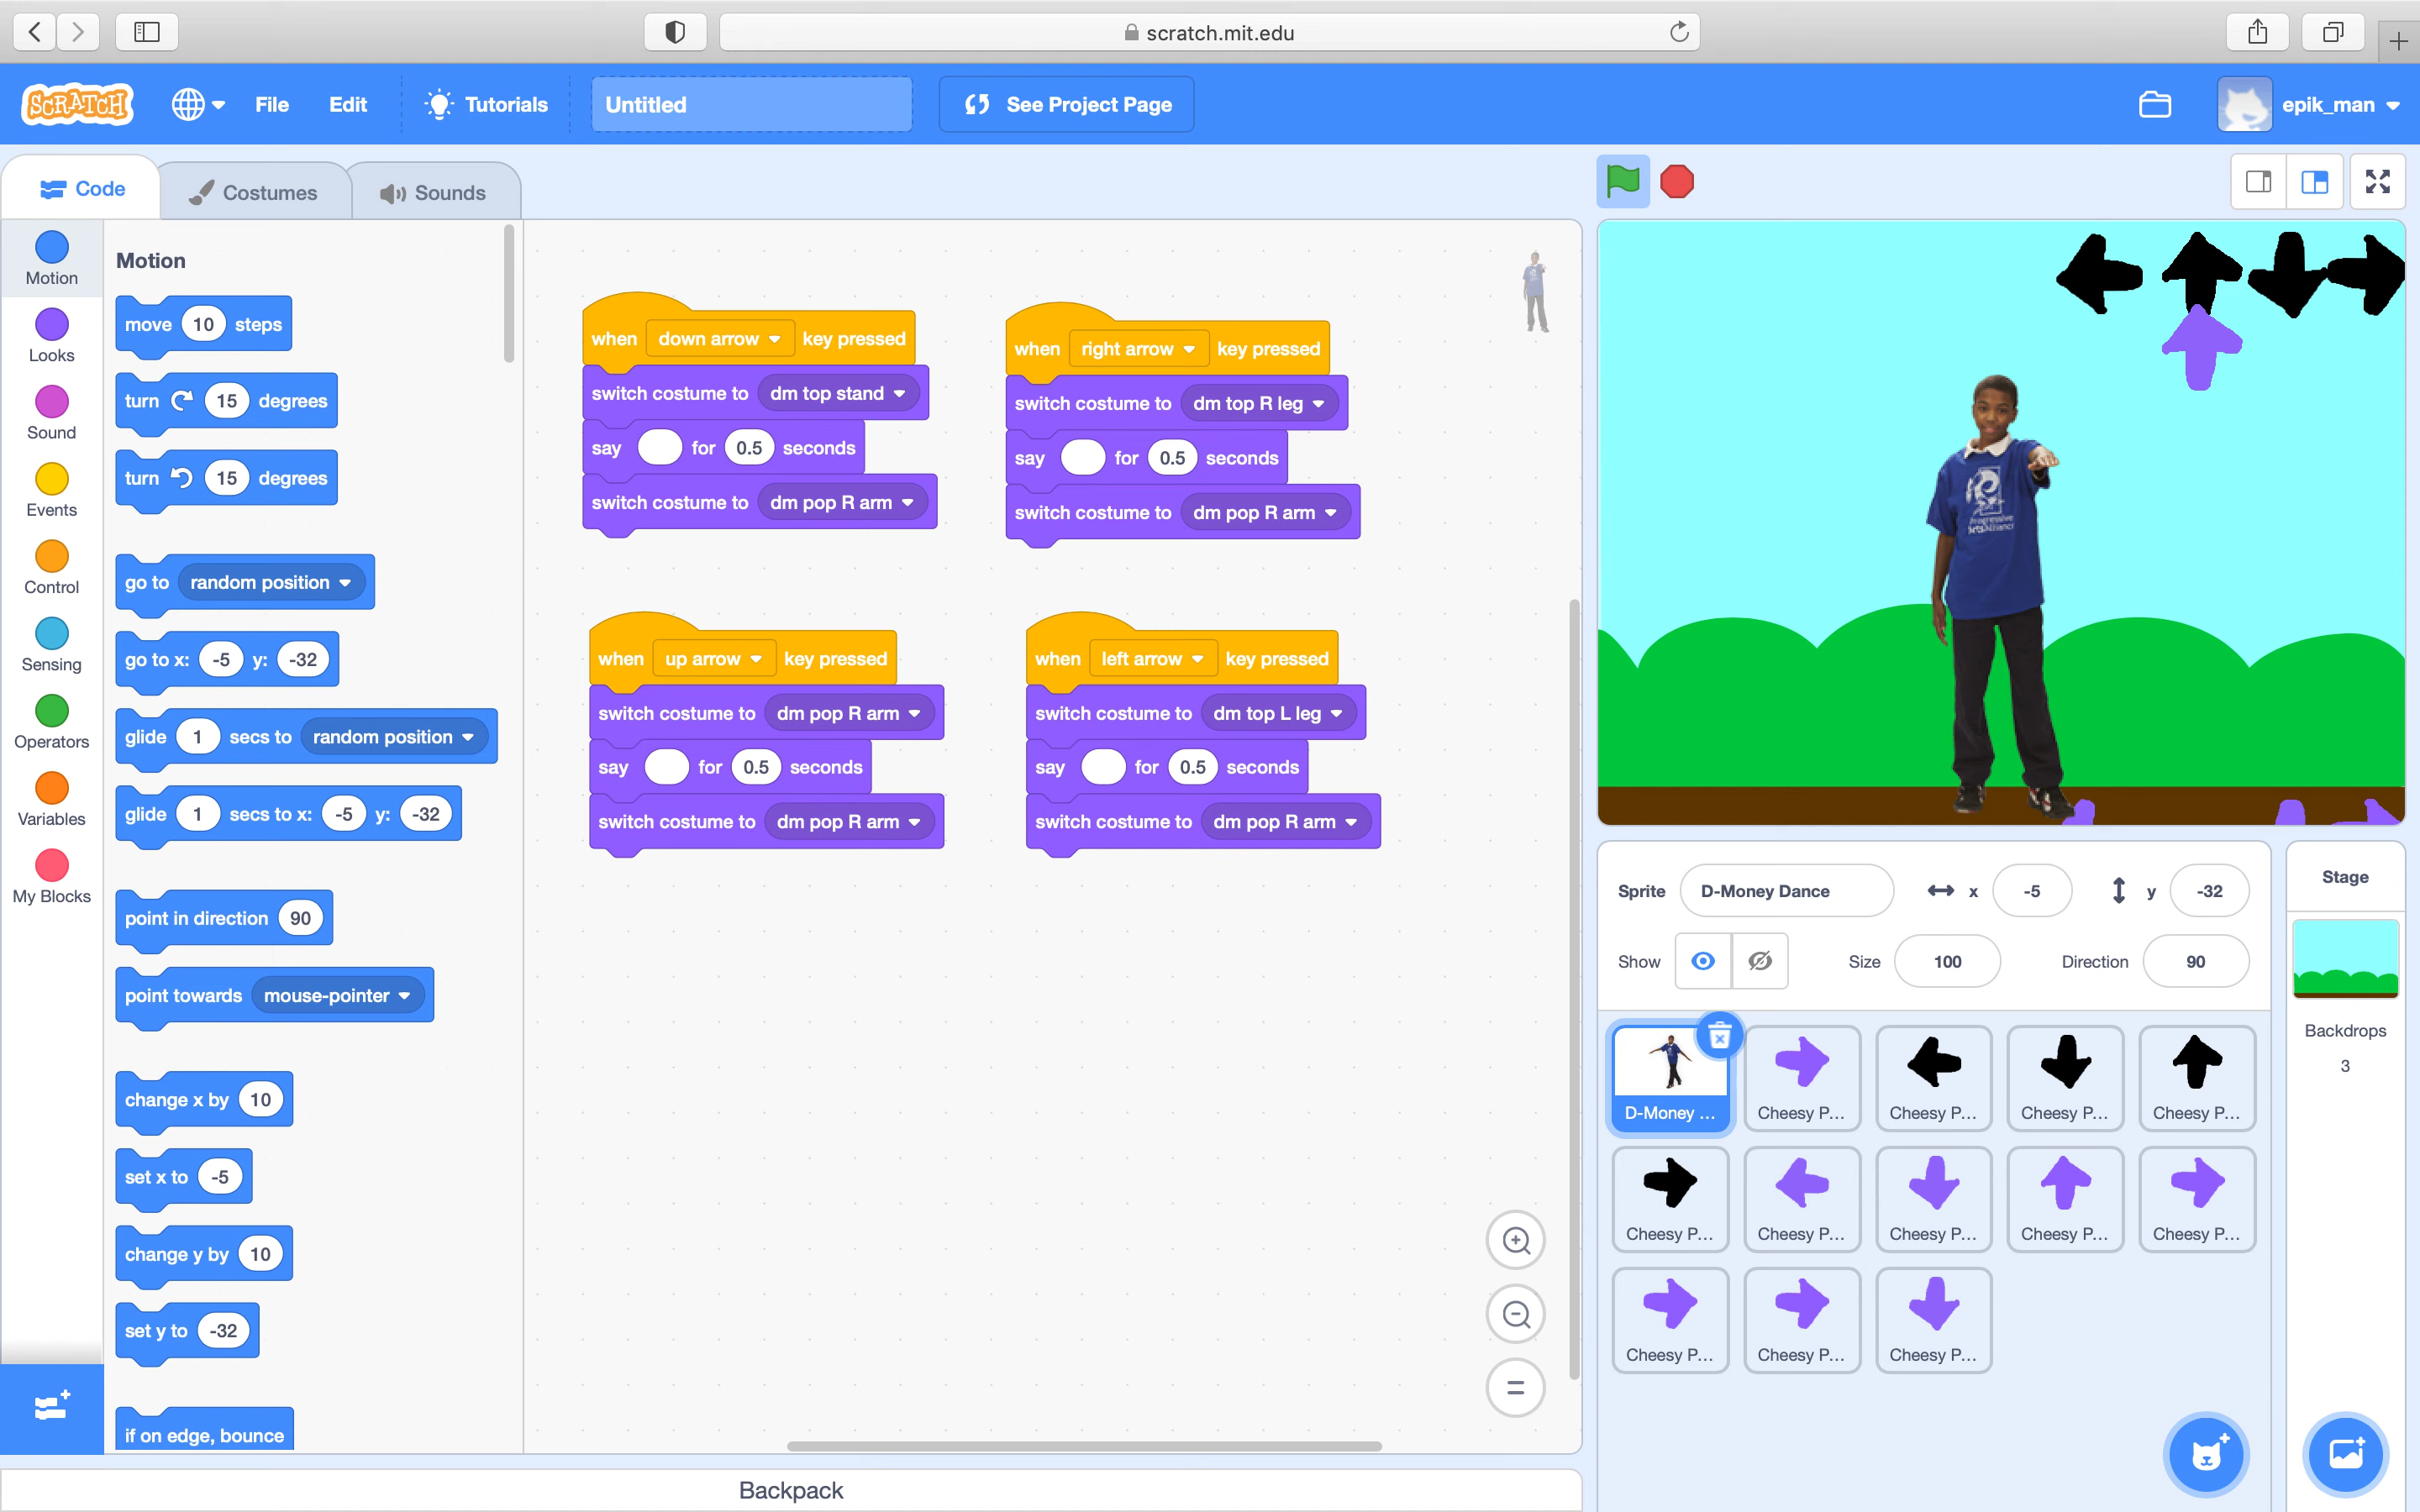 scratch.mit.edu
SCRATCH
File
Edit
Tutorials
Untitled
See Project Page
epik_man
Code
Costumes
Sounds
Motion
Looks
Sound
Events
Control
Sensing
Operators
Variables
My Blocks
Motion
move 10 steps
turn 15 degrees
turn 15 degrees
go to random position
go to x: -5 y: -32
glide 1 secs to random position
glide 1 secs to x: -5 y: -32
point in direction 90
point towards mouse-pointer
change x by 10
set x to -5
change y by 10
set y to -32
if on edge, bounce
when down arrow key pressed
switch costume to dm top stand
say for 0.5 seconds
switch costume to dm pop R arm
when right arrow key pressed
switch costume to dm top R leg
say for 0.5 seconds
switch costume to dm pop R arm
when up arrow key pressed
switch costume to dm pop R arm
say for 0.5 seconds
switch costume to dm pop R arm
when left arrow key pressed
switch costume to dm top L leg
say for 0.5 seconds
switch costume to dm pop R arm
Backpack
Progressive
Arts Alliance
Sprite D-Money Dance x -5 y -32
Show Size 100 Direction 90
D-Money ...
Cheesy P...
Cheesy P...
Cheesy P...
Cheesy P...
Cheesy P...
Cheesy P...
Cheesy P...
Cheesy P...
Cheesy P...
Cheesy P...
Cheesy P...
Cheesy P...
Stage
Backdrops
3